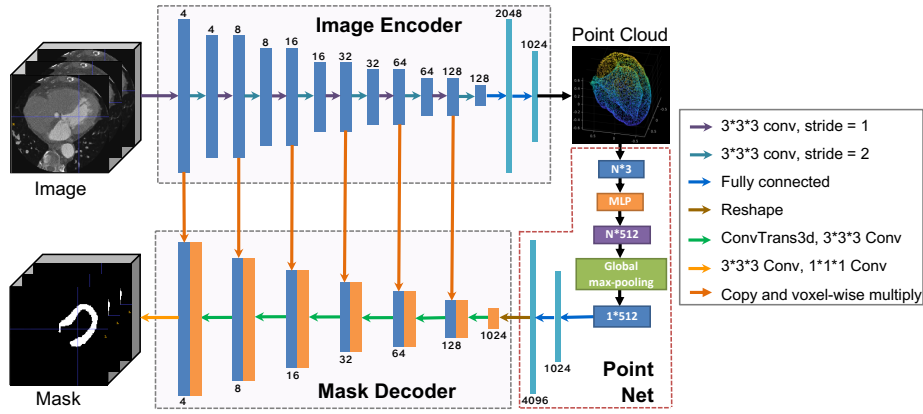 Image Encoder
4
4
8
8
16
16
32
32
64
64
128
128
2048
1024
Point Cloud
Image
N*3
MLP
N*512
Global
max-pooling
1*512
Point
Net
3*3*3 conv, stride = 1
3*3*3 conv, stride = 2
Fully connected
Reshape
ConvTrans3d, 3*3*3 Conv
3*3*3 Conv, 1*1*1 Conv
Copy and voxel-wise multiply
4
8
16
32
64
128
1024
1024
4096
Mask Decoder
Mask